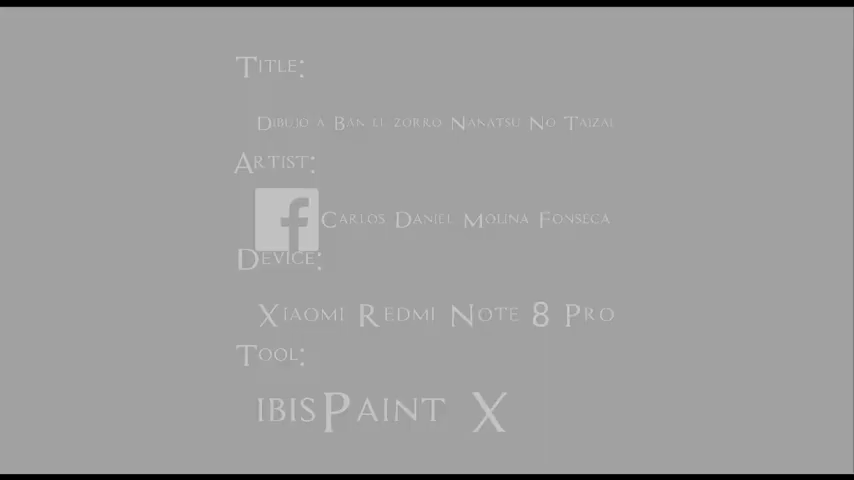 Title:
Dibujo a Ban el zorro Nanatsu No Taizai
Artist:
Carlos Daniel Molina Fonseca
Device:
Xiaomi Redmi Note 8 Pro
Tool:
ibisPaint X